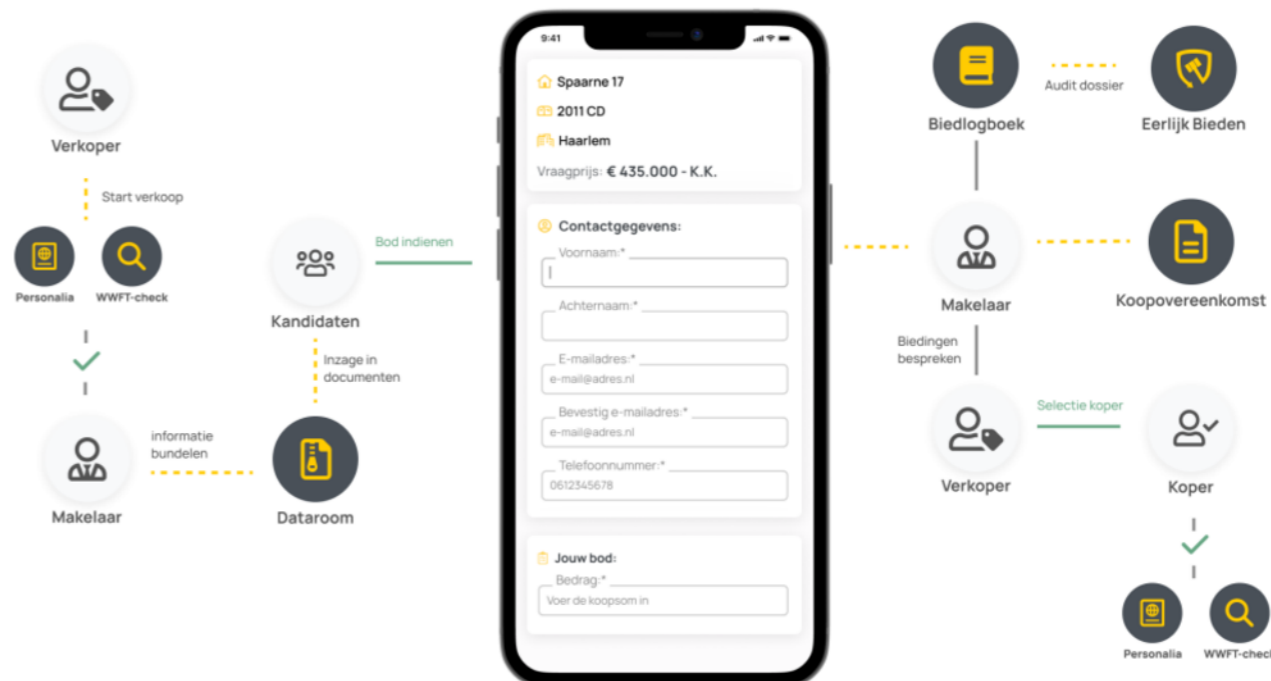 Verkoper
Start verkoop
Personalia
WWFT-check
Makelaar
informatie
bundelen
Dataroom
Inzage in
documenten
Kandidaten
Bod indienen
9:41
Spaarne 17
2011 CD
Haarlem
Vraagprijs: € 435.000 - K.K.
Contactgegevens:
Voornaam:*
Achternaam:*
E-mailadres:*
e-mail@adres.nl
Bevestig e-mailadres:*
e-mail@adres.nl
Telefoonnummer:*
0612345678
Jouw bod:
Bedrag:*
Voer de koopsom in
Biedlogboek
Audit dossier
Eerlijk Bieden
Makelaar
Koopovereenkomst
Biedingen
bespreken
Verkoper
Selectie koper
Koper
Personalia
WWFT-check